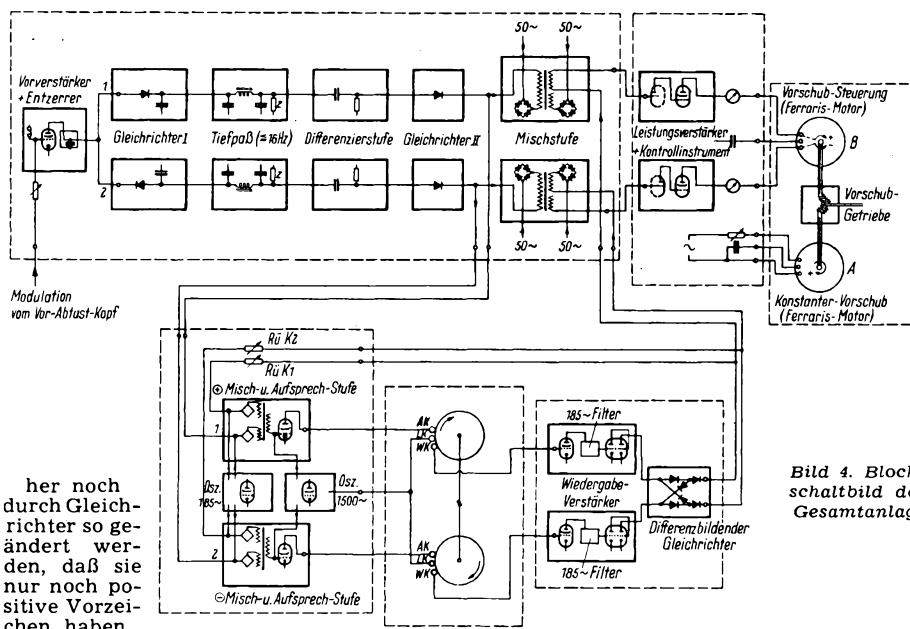 50~ 50~
Vorverstärker
+ Entzerrer
1
2
Gleichrichter I
Tiefpaß (≈16Hz)
Differenzierstufe
Gleichrichter II
Mischstufe
50~ 50~
Leistungsverstärker
+ Kontrollinstrument
Vorschub-Steuerung
(Ferraris-Motor)
B
Vorschub-
Getriebe
A
Konstanter-Vorschub
(Ferraris-Motor)
~
Modulation
vom Vor-Abtast-Kopf
Rü K2
Rü K1
⊕ Misch-u. Aufsprech-Stufe
1
Osz.
185~
Osz.
1500~
2
⊖ Misch-u. Aufsprech-Stufe
AK
LK
WK
AK
LK
WK
185~Filter
Wiedergabe-
Verstärker
185~Filter
Differenzbildender
Gleichrichter
Bild 4. Block
schaltbild de
Gesamtanlag
her noch
durch Gleich-
richter so ge-
ändert wer-
den, daß sie
nur noch po-
sitive Vorzei-
chen haben